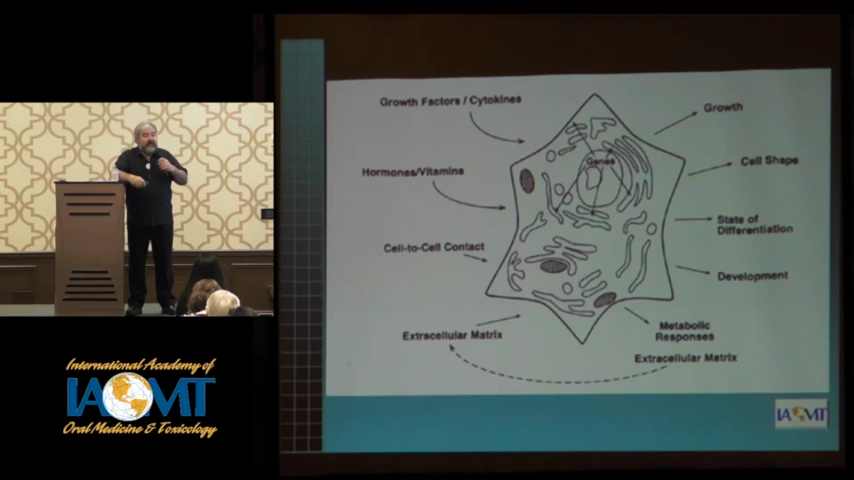 Growth Factors / Cytokines
Growth
Genes
Cell Shape
Hormones/Vitamins
State of
Differentiation
Cell-to-Cell Contact
Development
Extracellular Matrix
Metabolic
Responses
Extracellular Matrix
International Academy of
IAOMT
Oral Medicine & Toxicology
IAOMT